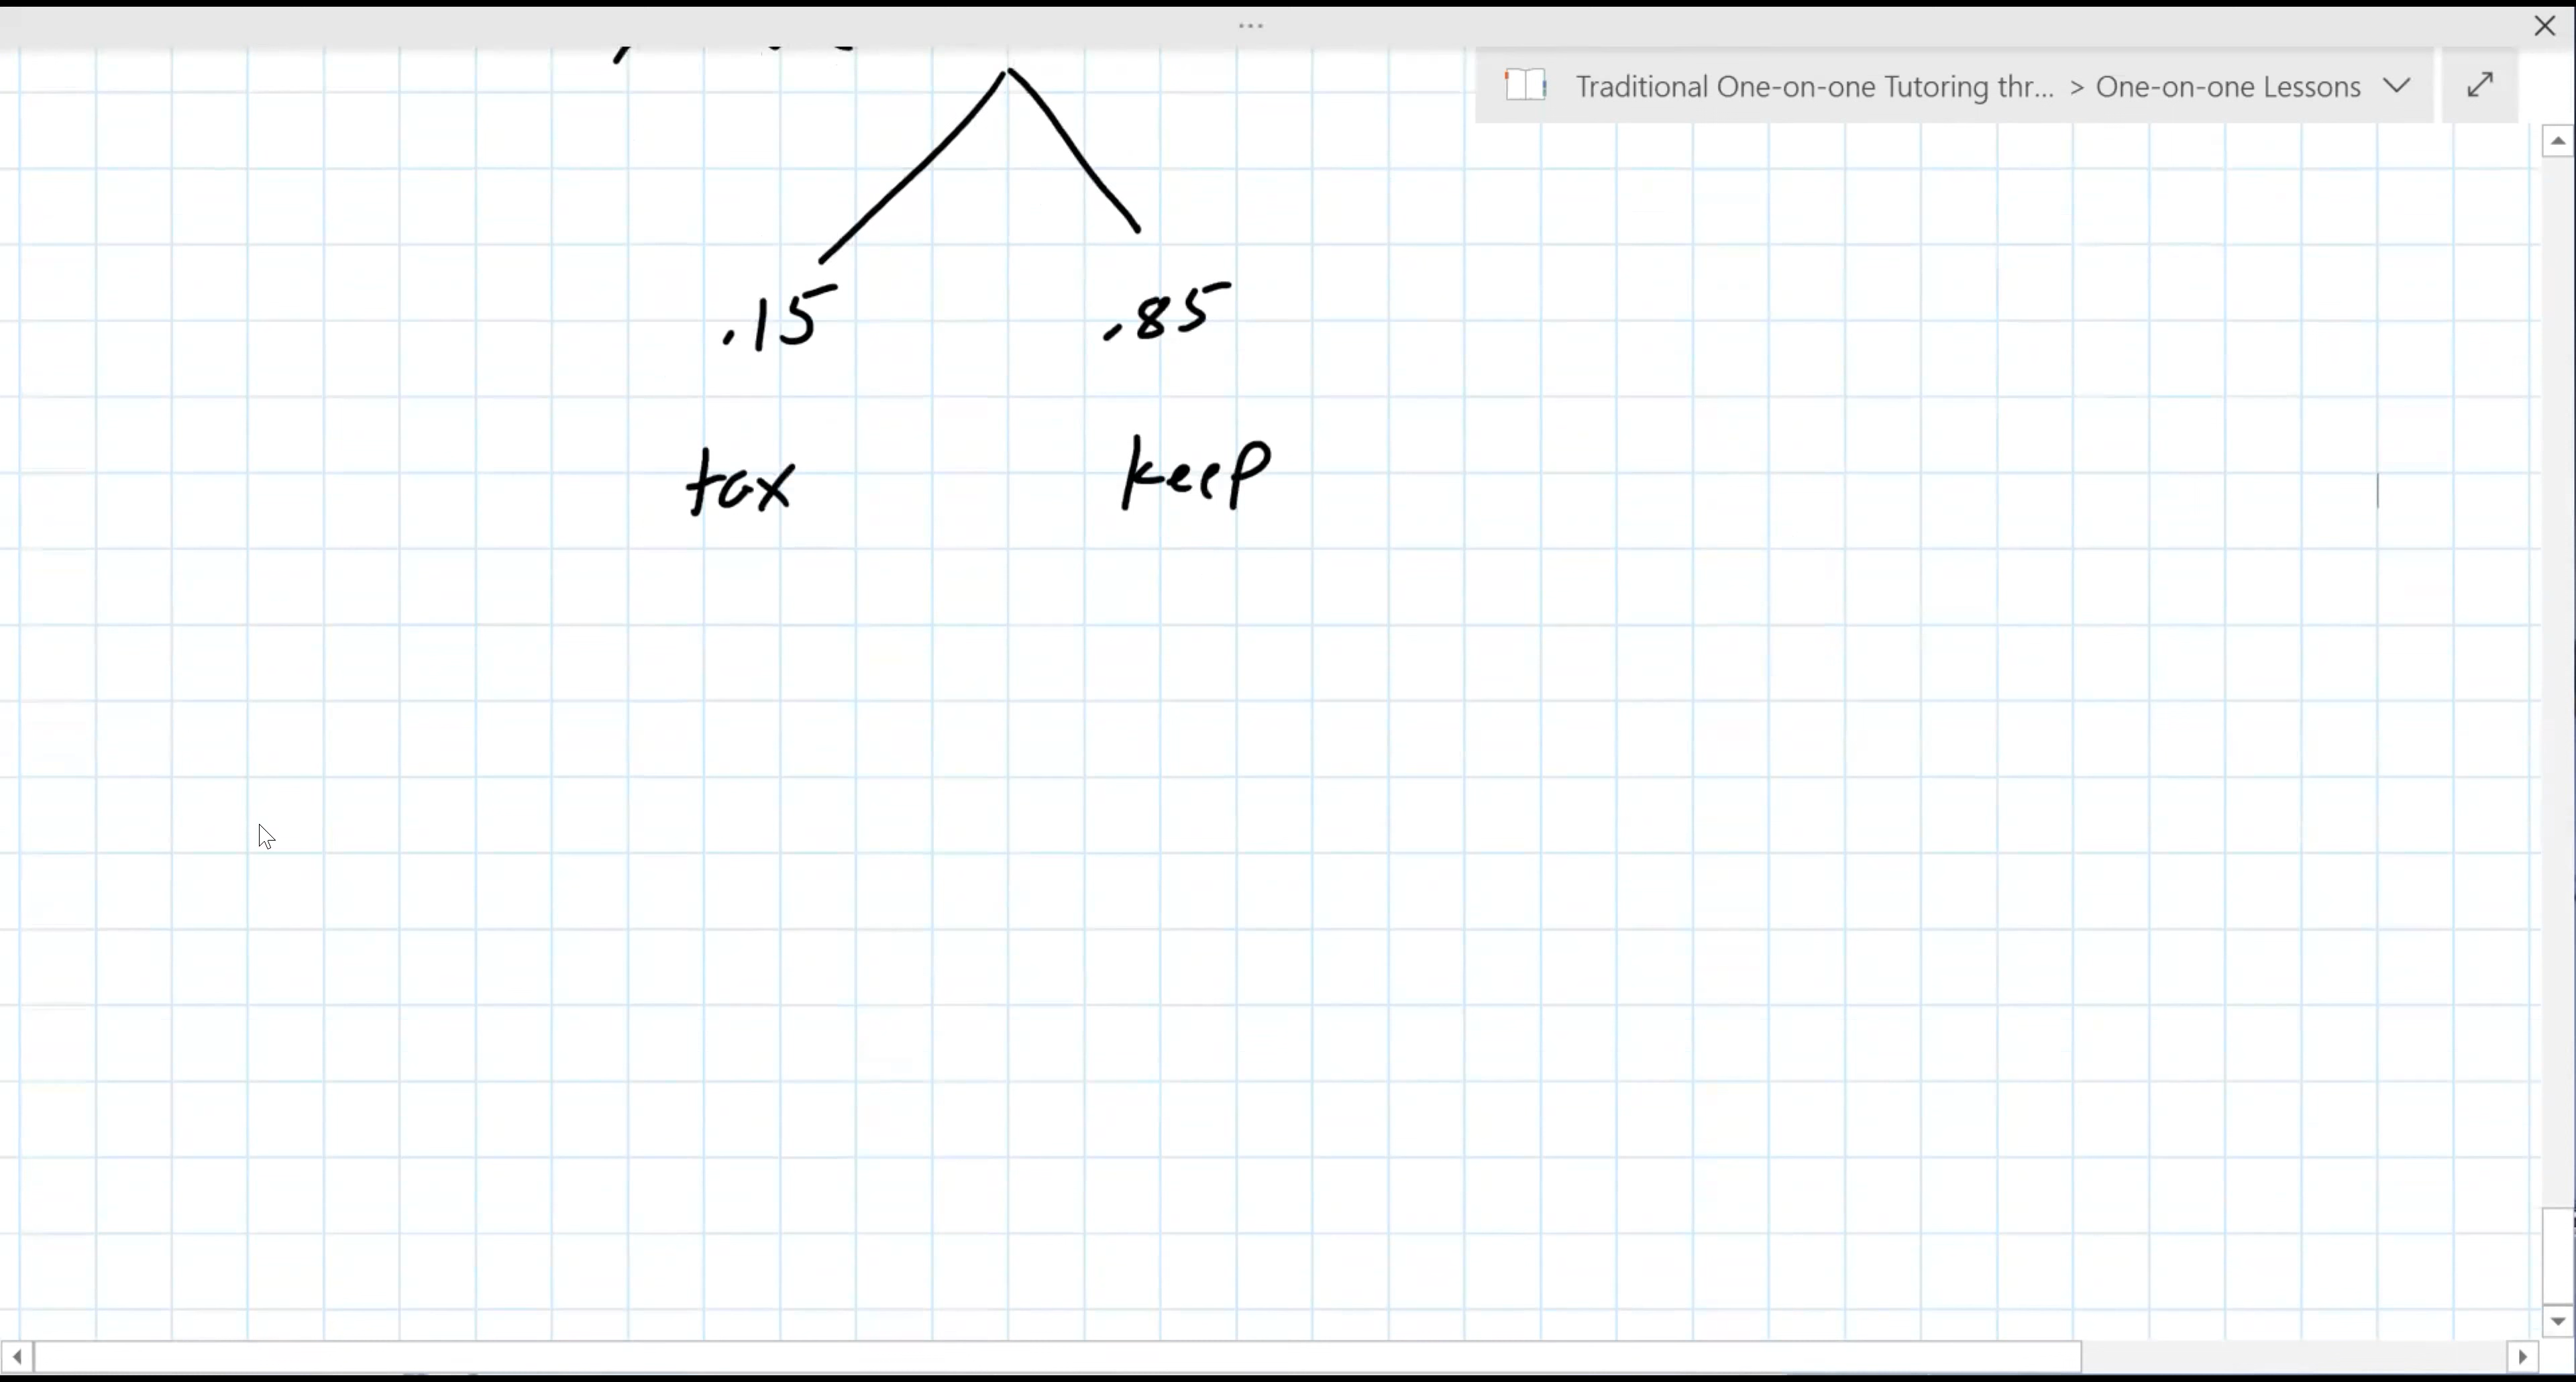 ...
Traditional One-on-one Tutoring thr... > One-on-one Lessons
.15 .85
tax keep